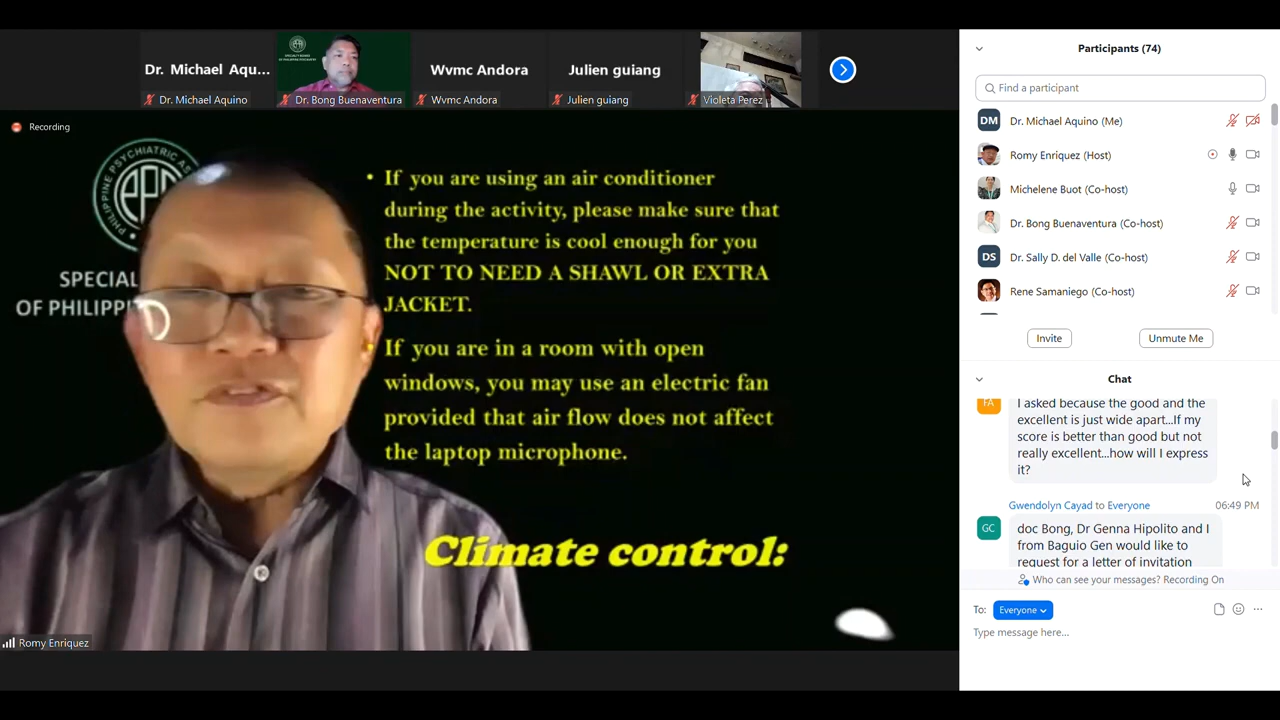 Dr. Michael Aqu...
Wvmc Andora
Julien guiang
Dr. Michael Aquino
Dr. Bong Buenaventura
Wvmc Andora
Julien guiang
Violeta Perez
Recording
PHILIPPINE PSYCHIATRIC AS
SPECIAL
OF PHILIPP
• If you are using an air conditioner
during the activity, please make sure that
the temperature is cool enough for you
NOT TO NEED A SHAWL OR EXTRA
JACKET.
If you are in a room with open
windows, you may use an electric fan
provided that air flow does not affect
the laptop microphone.
Climate control:
Romy Enriquez
Participants (74)
Find a participant
DM Dr. Michael Aquino (Me)
Romy Enriquez (Host)
Michelene Buot (Co-host)
Dr. Bong Buenaventura (Co-host)
DS Dr. Sally D. del Valle (Co-host)
Rene Samaniego (Co-host)
Invite
Unmute Me
Chat
FA
I asked because the good and the
excellent is just wide apart...If my
score is better than good but not
really excellent...how will I express
it?
Gwendolyn Cayad to Everyone 06:49 PM
GC
doc Bong, Dr Genna Hipolito and I
from Baguio Gen would like to
request for a letter of invitation
Who can see your messages? Recording On
To: Everyone
Type message here...